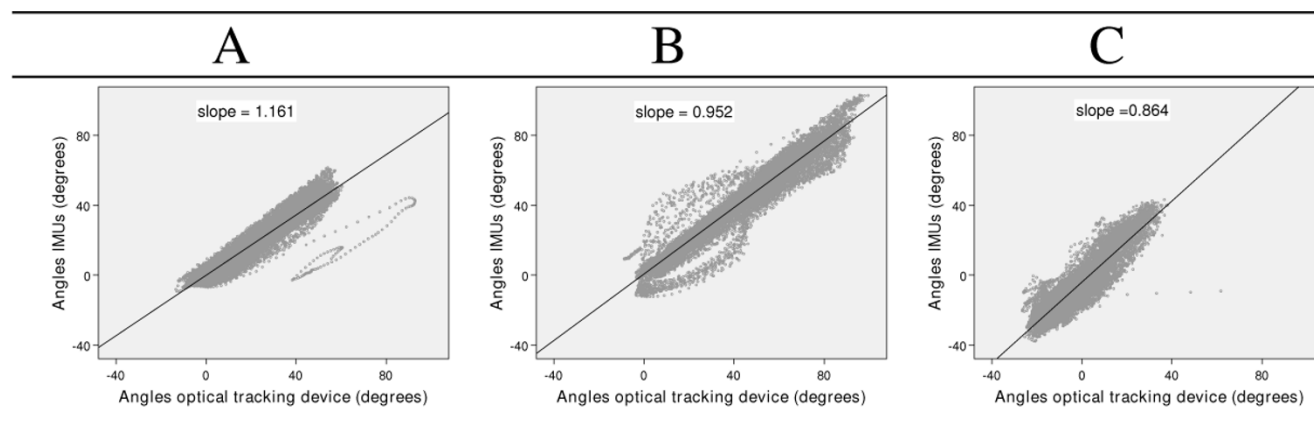 A B C
slope = 1.161
slope = 0.952
slope =0.864
Angles IMUs (degrees)
80
40
0
-40
-40 0 40 80
Angles optical tracking device (degrees)
Angles IMUs (degrees)
80
40
0
-40
-40 0 40 80
Angles optical tracking device (degrees)
Angles IMUs (degrees)
80
40
0
-40
-40 0 40 80
Angles optical tracking device (degrees)